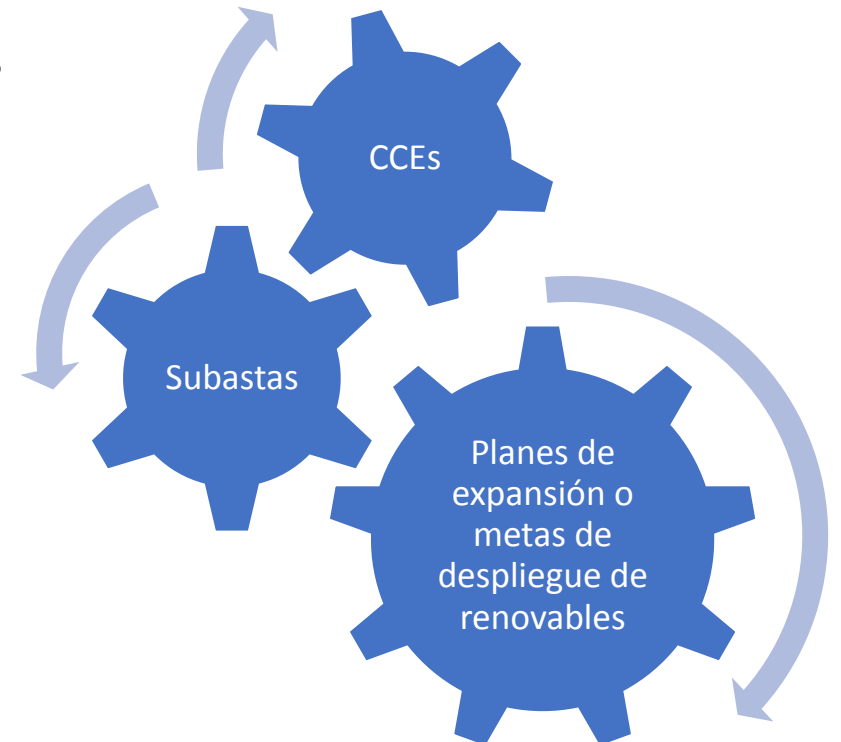 CCEs
Subastas
Planes de
expansión o
metas de
despliegue de
renovables